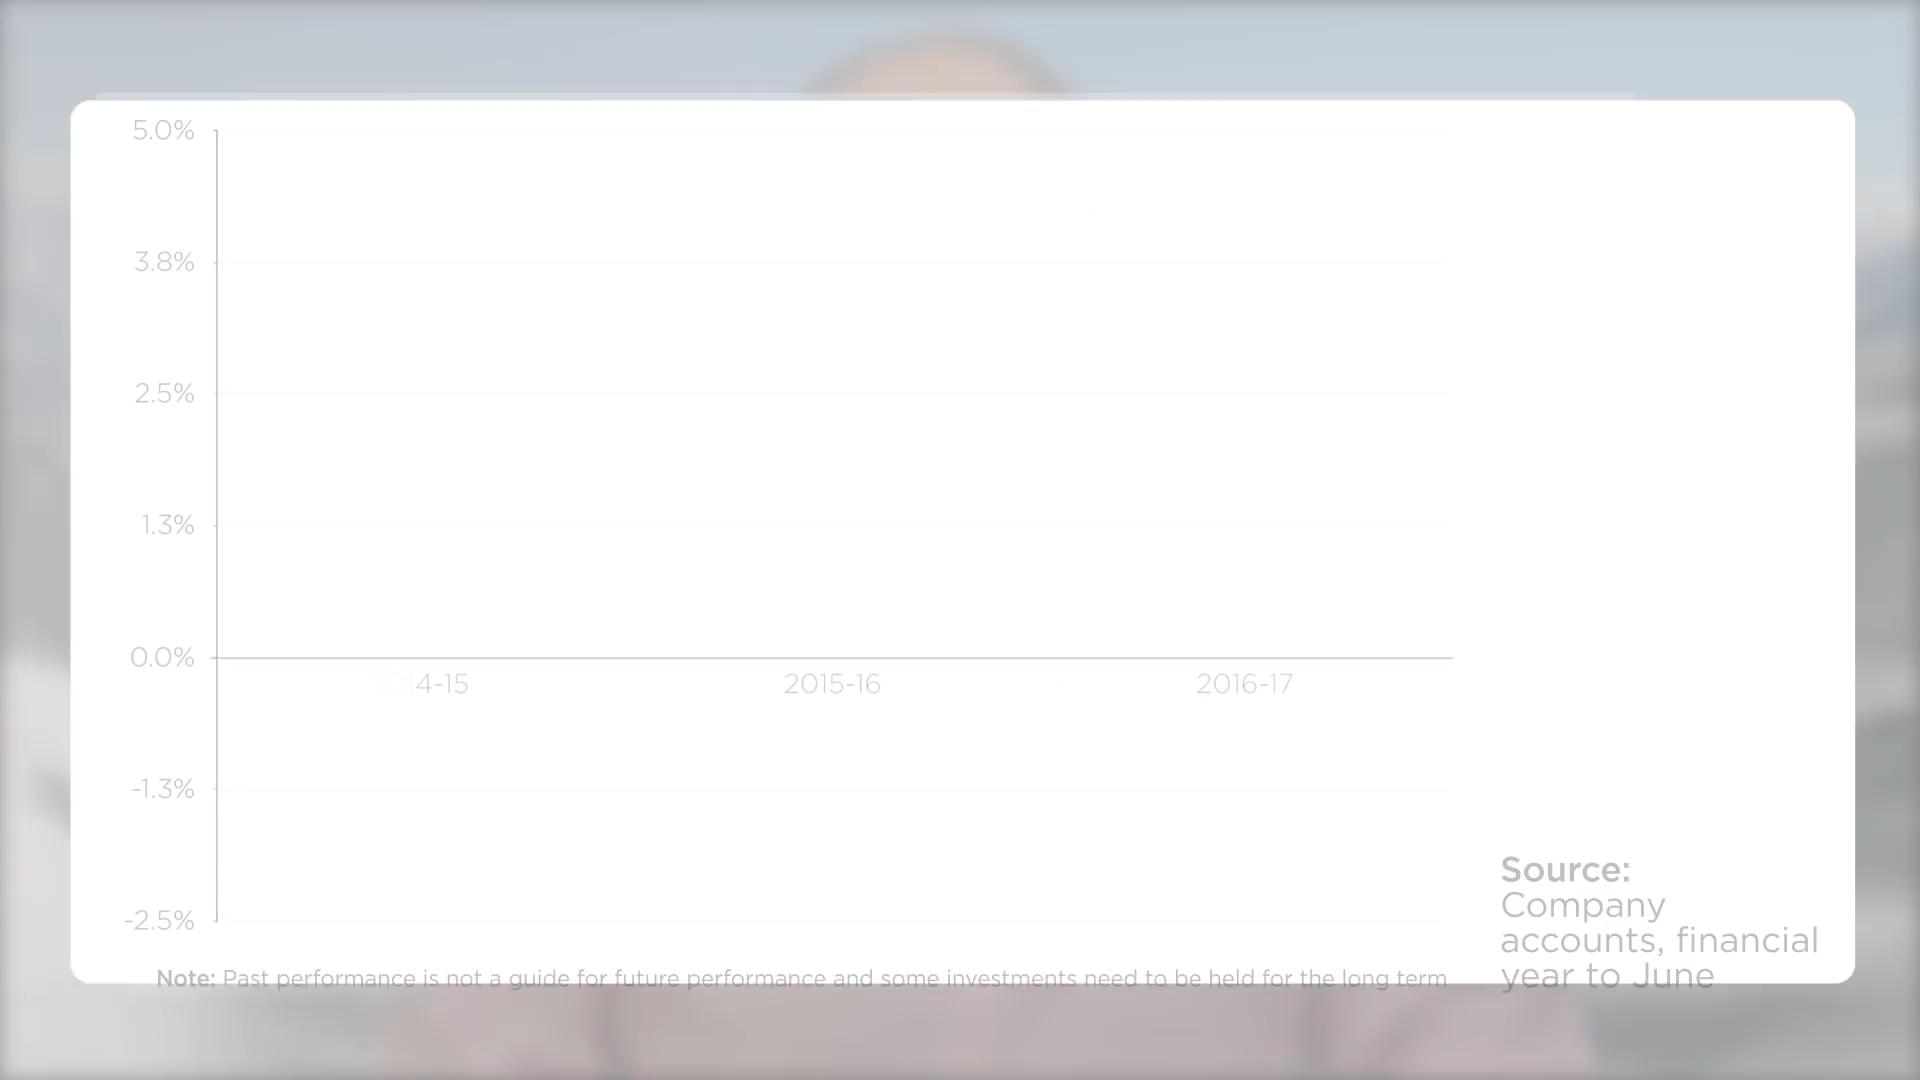 5.0%
3.8%
2.5%
1.3%
0.0%
14-15 2015-16 2016-17
-1.3%
-2.5%
Source:
Company
accounts, financial
year to June
Note: Past performance is not a guide for future performance and some investments need to be held for the long term